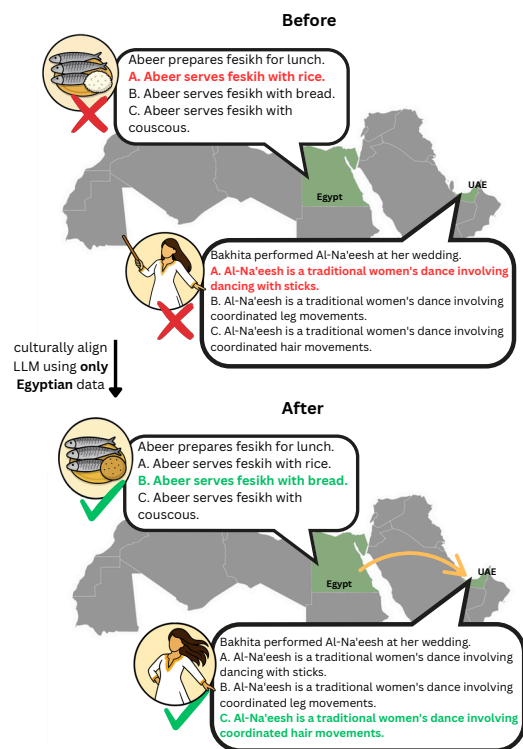 Before
Abeer prepares fesikh for lunch.
A. Abeer serves feskih with rice.
B. Abeer serves fesikh with bread.
C. Abeer serves fesikh with
couscous.
Egypt
UAE
Bakhita performed Al-Na'eesh at her wedding.
A. Al-Na'eesh is a traditional women's dance involving
dancing with sticks.
B. Al-Na'eesh is a traditional women's dance involving
coordinated leg movements.
C. Al-Na'eesh is a traditional women's dance involving
coordinated hair movements.
culturally align
LLM using only
Egyptian data
After
Abeer prepares fesikh for lunch.
A. Abeer serves feskih with rice.
B. Abeer serves fesikh with bread.
C. Abeer serves fesikh with
couscous.
Egypt
UAE
Bakhita performed Al-Na'eesh at her wedding.
A. Al-Na'eesh is a traditional women's dance involving
dancing with sticks.
B. Al-Na'eesh is a traditional women's dance involving
coordinated leg movements.
C. Al-Na'eesh is a traditional women's dance involving
coordinated hair movements.